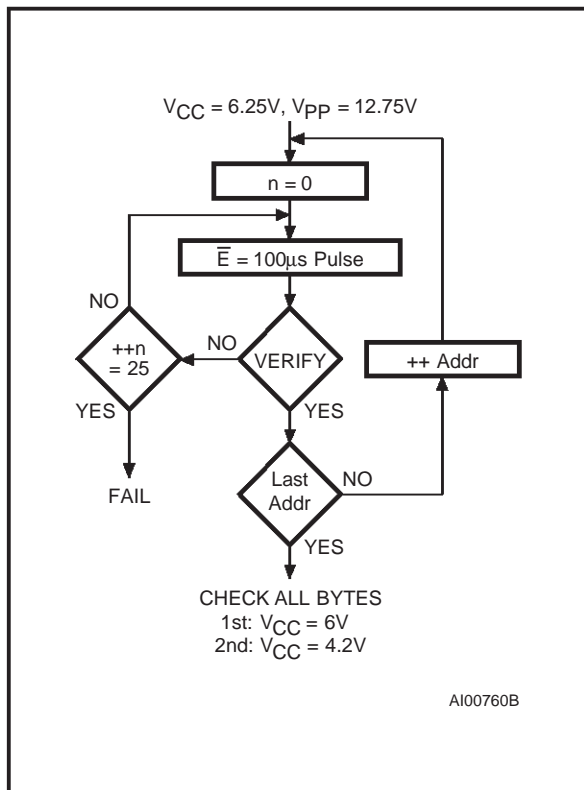 VCC = 6.25V, VPP = 12.75V
n = 0
E̅ = 100μs Pulse
NO
++n
= 25
NO
VERIFY
++ Addr
YES
YES
FAIL
Last
Addr
NO
YES
CHECK ALL BYTES
1st: VCC = 6V
2nd: VCC = 4.2V
AI00760B